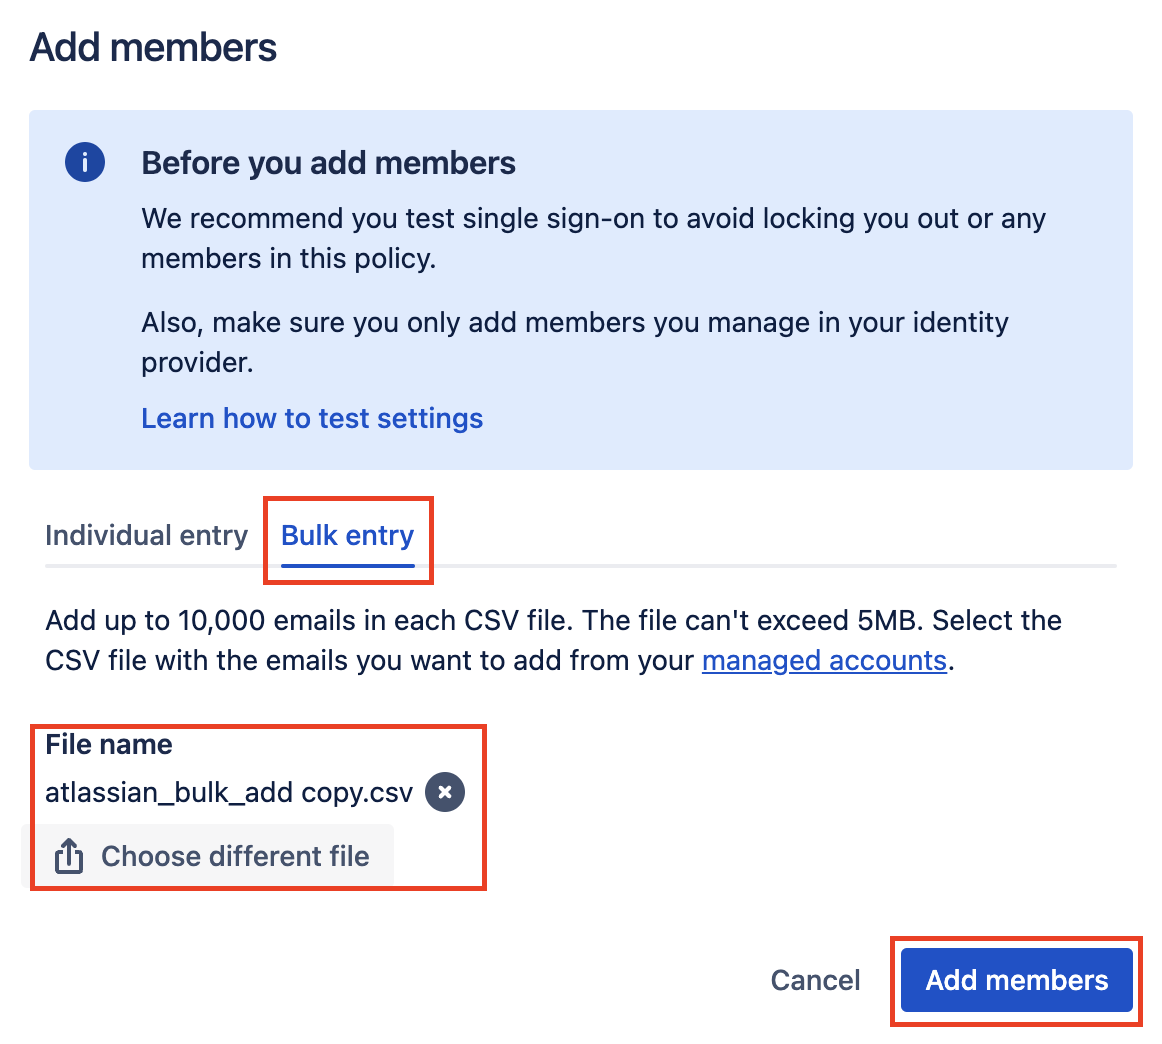 Add members
Before you add members
We recommend you test single sign-on to avoid locking you out or any
members in this policy.
Also, make sure you only add members you manage in your identity
provider.
Learn how to test settings
Individual entry Bulk entry
Add up to 10,000 emails in each CSV file. The file can't exceed 5MB. Select the
CSV file with the emails you want to add from your managed accounts.
File name
atlassian_bulk_add copy.csv
Choose different file
Cancel Add members